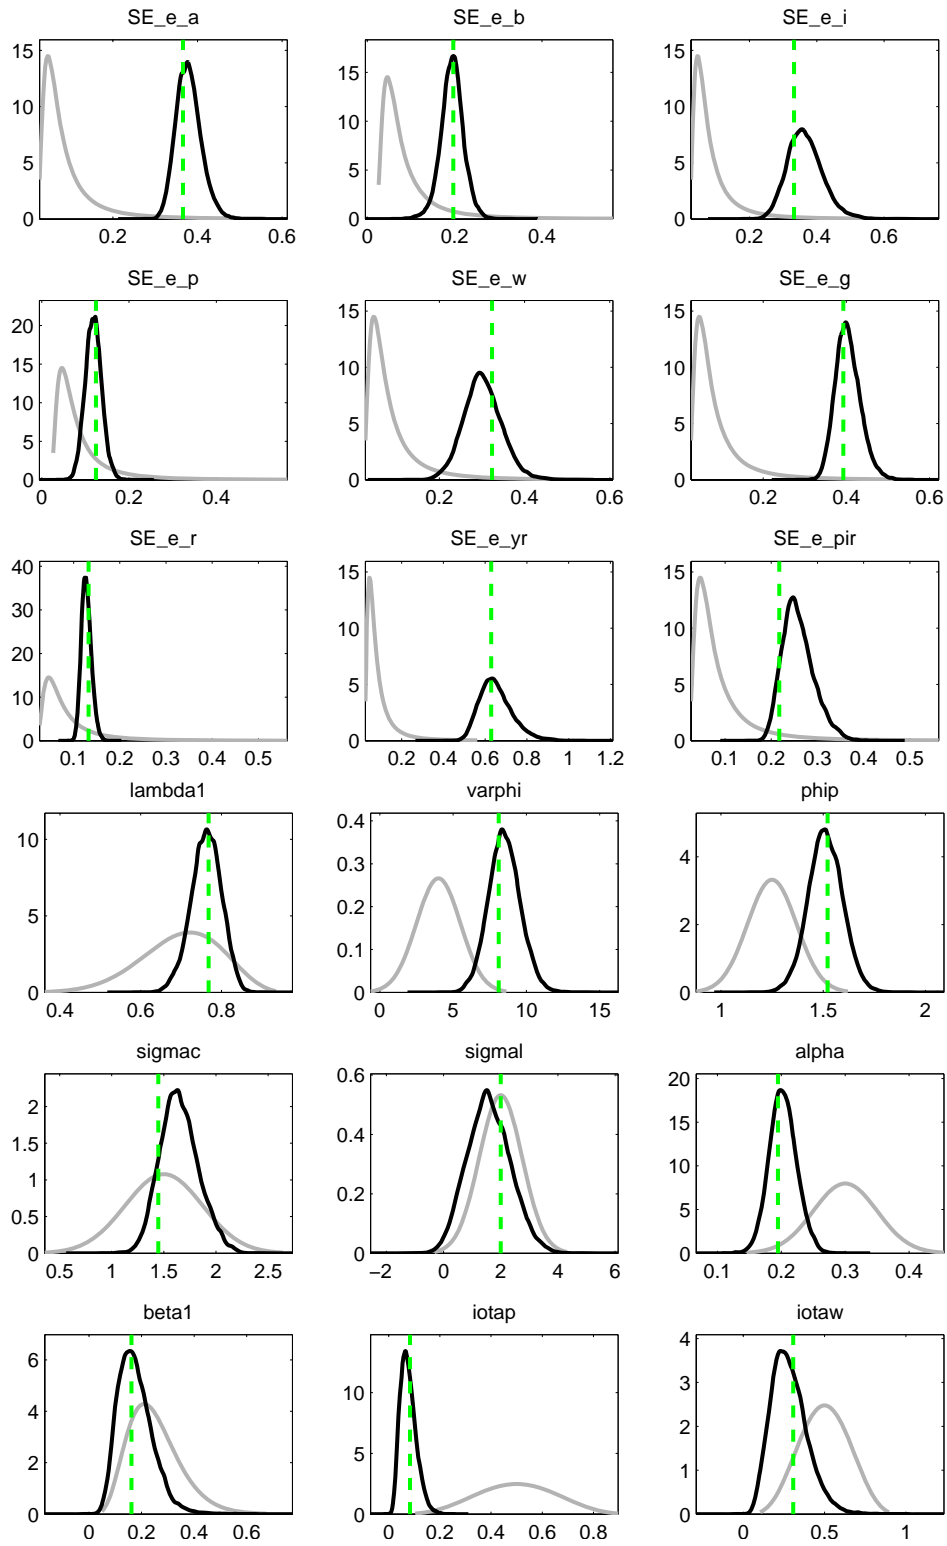 SE_e_a SE_e_b SE_e_i
15 10 5 0 0.2 0.4 0.6
15 10 5 0 0 0.2 0.4
15 10 5 0 0.2 0.4 0.6
SE_e_p SE_e_w SE_e_g
20 15 10 5 0 0 0.2 0.4
15 10 5 0 0.2 0.4 0.6
15 10 5 0 0.2 0.4 0.6
SE_e_r SE_e_yr SE_e_pir
40 30 20 10 0 0.1 0.2 0.3 0.4 0.5
15 10 5 0 0.2 0.4 0.6 0.8 1 1.2
15 10 5 0 0.1 0.2 0.3 0.4 0.5
lambda1 varphi phip
10 5 0 0.4 0.6 0.8
0.4 0.3 0.2 0.1 0 0 5 10 15
4 2 0 1 1.5 2
sigmac sigmal alpha
2 1.5 1 0.5 0 0.5 1 1.5 2 2.5
0.6 0.4 0.2 0 −2 0 2 4 6
20 15 10 5 0 0.1 0.2 0.3 0.4
beta1 iotap iotaw
6 4 2 0 0 0.2 0.4 0.6
10 5 0 0 0.2 0.4 0.6 0.8
4 3 2 1 0 0 0.5 1